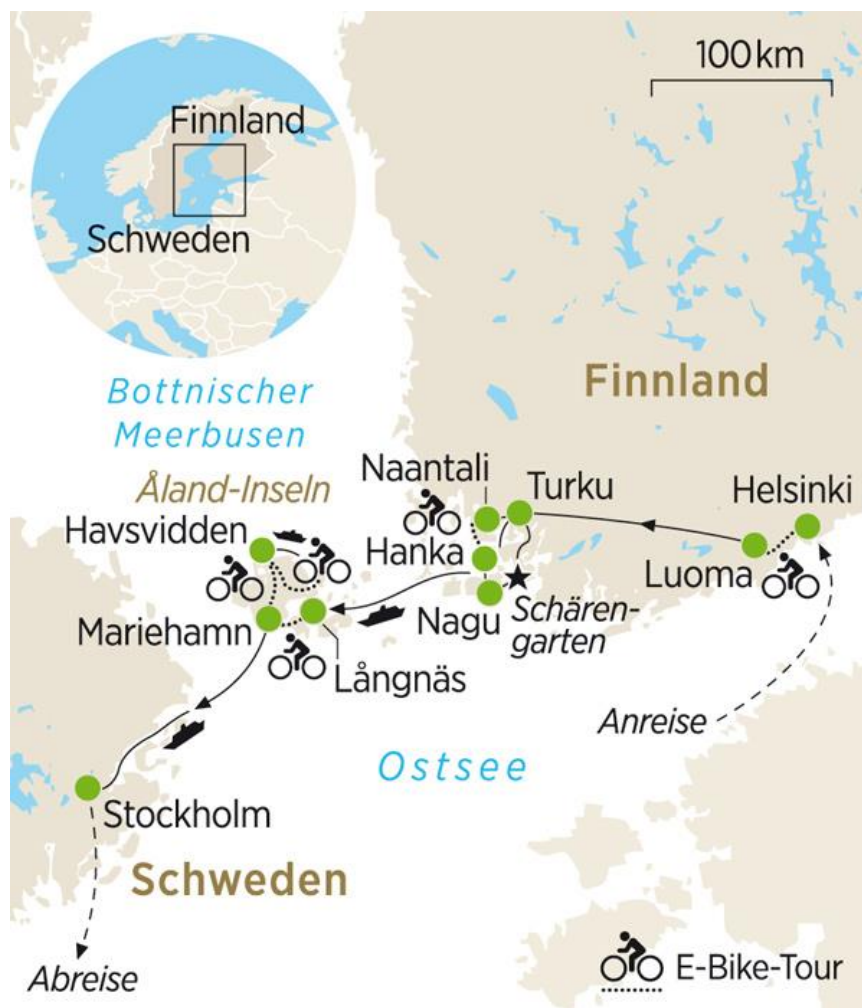 100 km
Finnland
Schweden
Bottnischer
Meerbusen
Finnland
Åland-Inseln
Naantali
Turku
Helsinki
Havsvidden
Hanka
Luoma
Mariehamn
Nagu
Schären-
garten
Långnäs
Anreise
Ostsee
Stockholm
Schweden
Abreise
E-Bike-Tour